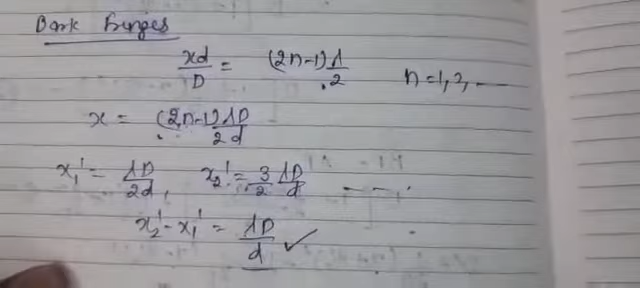 Dark Fringes
xd/D = (2n-1)λ/2 n=1,2, ----
x = (2n-1)λD/2d
x₁' = λD/2d, x₂' = 3/2 λD/d - - -.
x₂' - x₁' = λD/d ✓